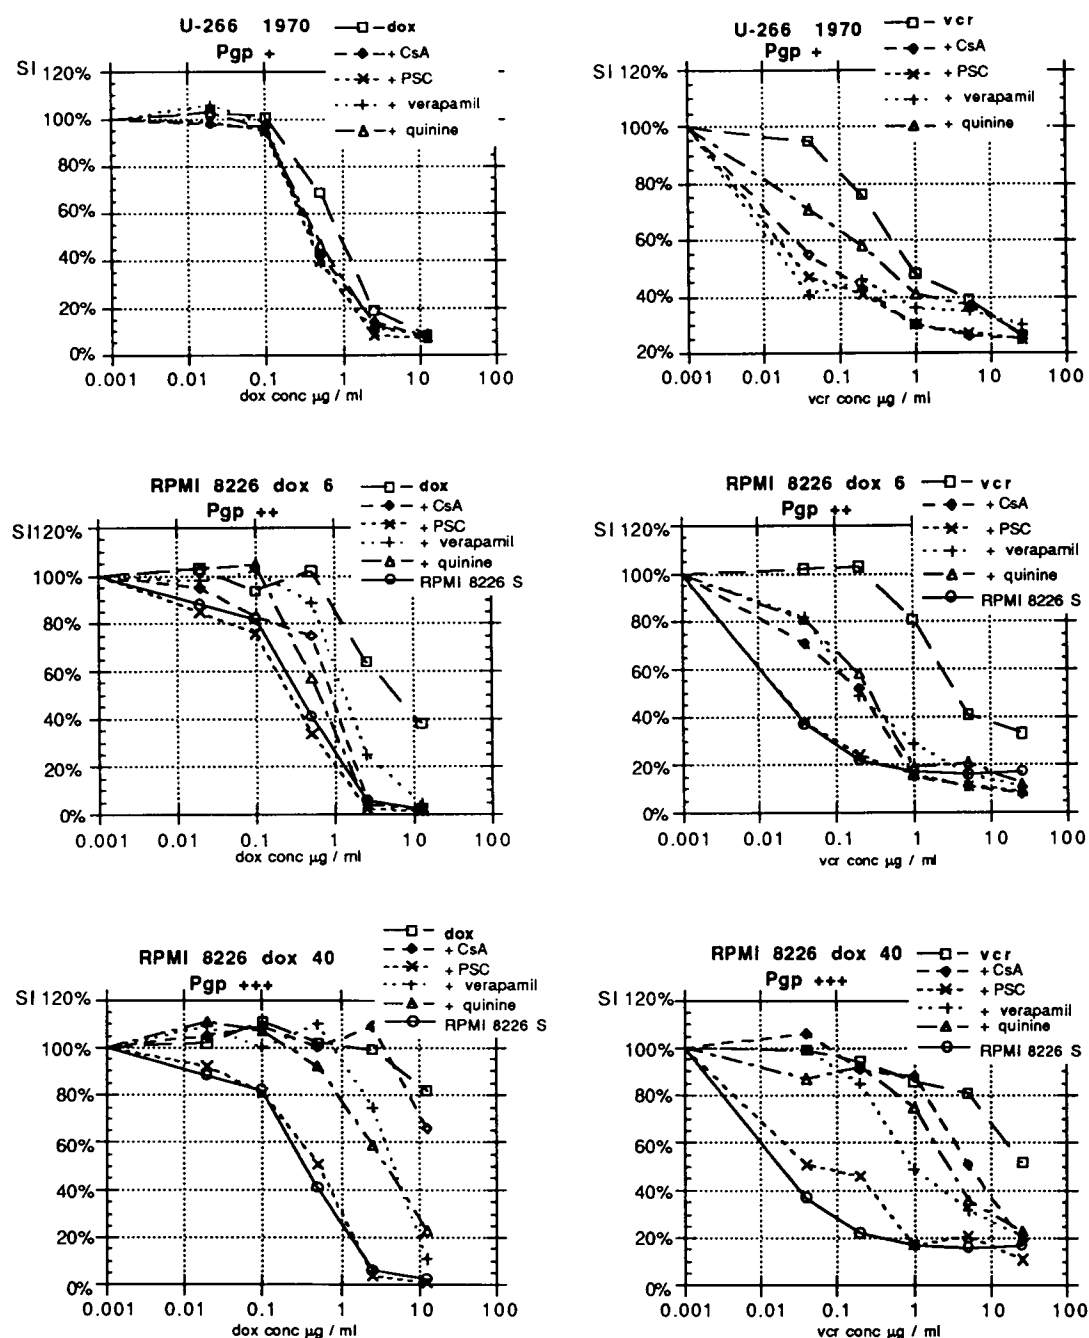 U-266 1970
Pgp +
dox
+ CsA
+ PSC
+ verapamil
+ quinine
SI 120%
100%
80%
60%
40%
20%
0%
0.001 0.01 0.1 1 10 100
dox conc µg / ml
U-266 1970
Pgp +
vcr
+ CsA
+ PSC
+ verapamil
+ quinine
SI 120%
100%
80%
60%
40%
20%
0.001 0.01 0.1 1 10 100
vcr conc µg / ml
RPMI 8226 dox 6
Pgp ++
dox
+ CsA
+ PSC
+ verapamil
+ quinine
RPMI 8226 S
SI 120%
100%
80%
60%
40%
20%
0%
0.001 0.01 0.1 1 10 100
dox conc µg / ml
RPMI 8226 dox 6
Pgp ++
vcr
+ CsA
+ PSC
+ verapamil
+ quinine
RPMI 8226 S
SI 120%
100%
80%
60%
40%
20%
0%
0.001 0.01 0.1 1 10 100
vcr conc µg / ml
RPMI 8226 dox 40
Pgp +++
dox
+ CsA
+ PSC
+ verapamil
+ quinine
RPMI 8226 S
SI 120%
100%
80%
60%
40%
20%
0%
0.001 0.01 0.1 1 10 100
dox conc µg / ml
RPMI 8226 dox 40
Pgp +++
vcr
+ CsA
+ PSC
+ verapamil
+ quinine
RPMI 8226 S
SI 120%
100%
80%
60%
40%
20%
0%
0.001 0.01 0.1 1 10 100
vcr conc µg / ml